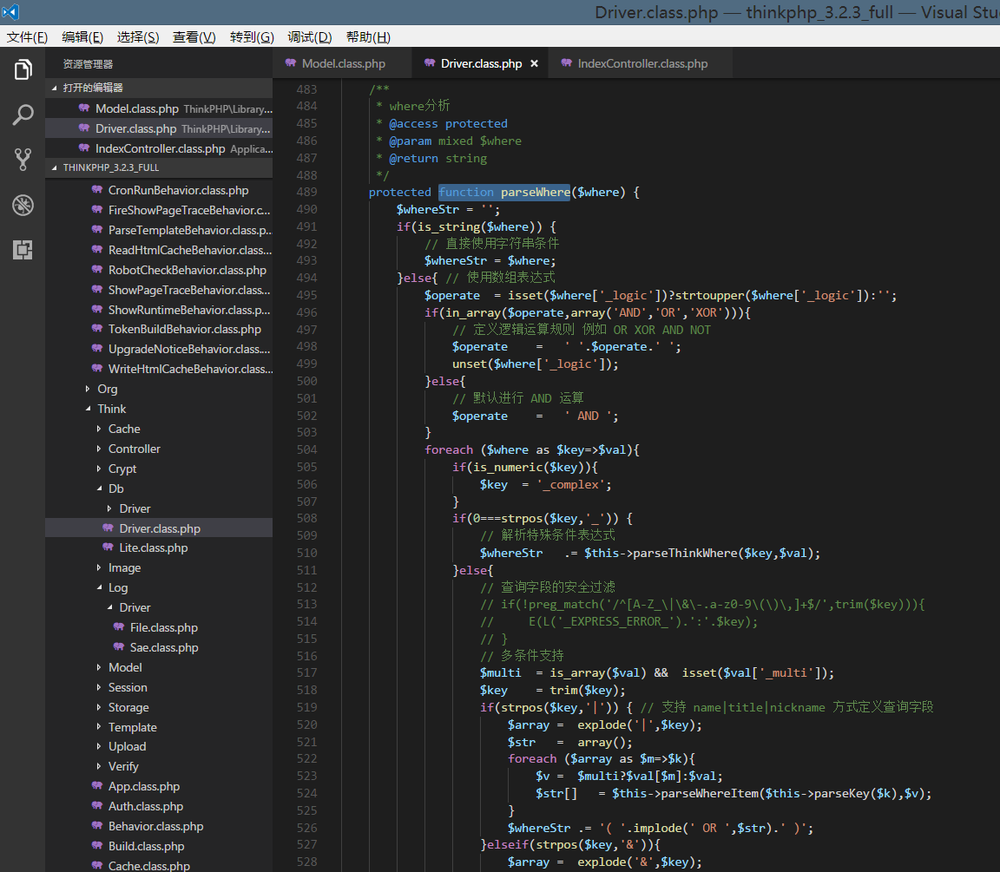 Driver.class.php — thinkphp_3.2.3_full — Visual Stu
文件(F) 编辑(E) 选择(S) 查看(V) 转到(G) 调试(D) 帮助(H)
资源管理器
打开的编辑器
Model.class.php ThinkPHP\Library...
Driver.class.php ThinkPHP\Library...
IndexController.class.php Applica...
THINKPHP_3.2.3_FULL
CronRunBehavior.class.php
FireShowPageTraceBehavior.c...
ParseTemplateBehavior.class.p...
ReadHtmlCacheBehavior.class...
RobotCheckBehavior.class.php
ShowPageTraceBehavior.class...
ShowRuntimeBehavior.class.p...
TokenBuildBehavior.class.php
UpgradeNoticeBehavior.class....
WriteHtmlCacheBehavior.class...
Org
Think
Cache
Controller
Crypt
Db
Driver
Driver.class.php
Lite.class.php
Image
Log
Driver
File.class.php
Sae.class.php
Model
Session
Storage
Template
Upload
Verify
App.class.php
Auth.class.php
Behavior.class.php
Build.class.php
Cache.class.php
Model.class.php Driver.class.php × IndexController.class.php
483 /**
484 * where分析
485 * @access protected
486 * @param mixed $where
487 * @return string
488 */
489 protected function parseWhere($where) {
490 $whereStr = '';
491 if(is_string($where)) {
492 // 直接使用字符串条件
493 $whereStr = $where;
494 }else{ // 使用数组表达式
495 $operate  = isset($where['_logic'])?strtoupper($where['_logic']):'';
496 if(in_array($operate,array('AND','OR','XOR'))){
497 // 定义逻辑运算规则 例如 OR XOR AND NOT
498 $operate    =   ' '.$operate.' ';
499 unset($where['_logic']);
500 }else{
501 // 默认进行 AND 运算
502 $operate    =   ' AND ';
503 }
504 foreach ($where as $key=>$val){
505 if(is_numeric($key)){
506 $key  = '_complex';
507 }
508 if(0===strpos($key,'_')) {
509 // 解析特殊条件表达式
510 $whereStr   .= $this->parseThinkWhere($key,$val);
511 }else{
512 // 查询字段的安全过滤
513 // if(!preg_match('/^[A-Z_\|\&\-.a-z0-9\(\)\,]+$/',trim($key))){
514 //     E(L('_EXPRESS_ERROR_').':'.$key);
515 // }
516 // 多条件支持
517 $multi  = is_array($val) &&  isset($val['_multi']);
518 $key    = trim($key);
519 if(strpos($key,'|')) { // 支持 name|title|nickname 方式定义查询字段
520 $array =  explode('|',$key);
521 $str   =  array();
522 foreach ($array as $m=>$k){
523 $v =  $multi?$val[$m]:$val;
524 $str[]   = $this->parseWhereItem($this->parseKey($k),$v);
525 }
526 $whereStr .= '( '.implode(' OR ',$str).' )';
527 }elseif(strpos($key,'&')){
528 $array =  explode('&',$key);